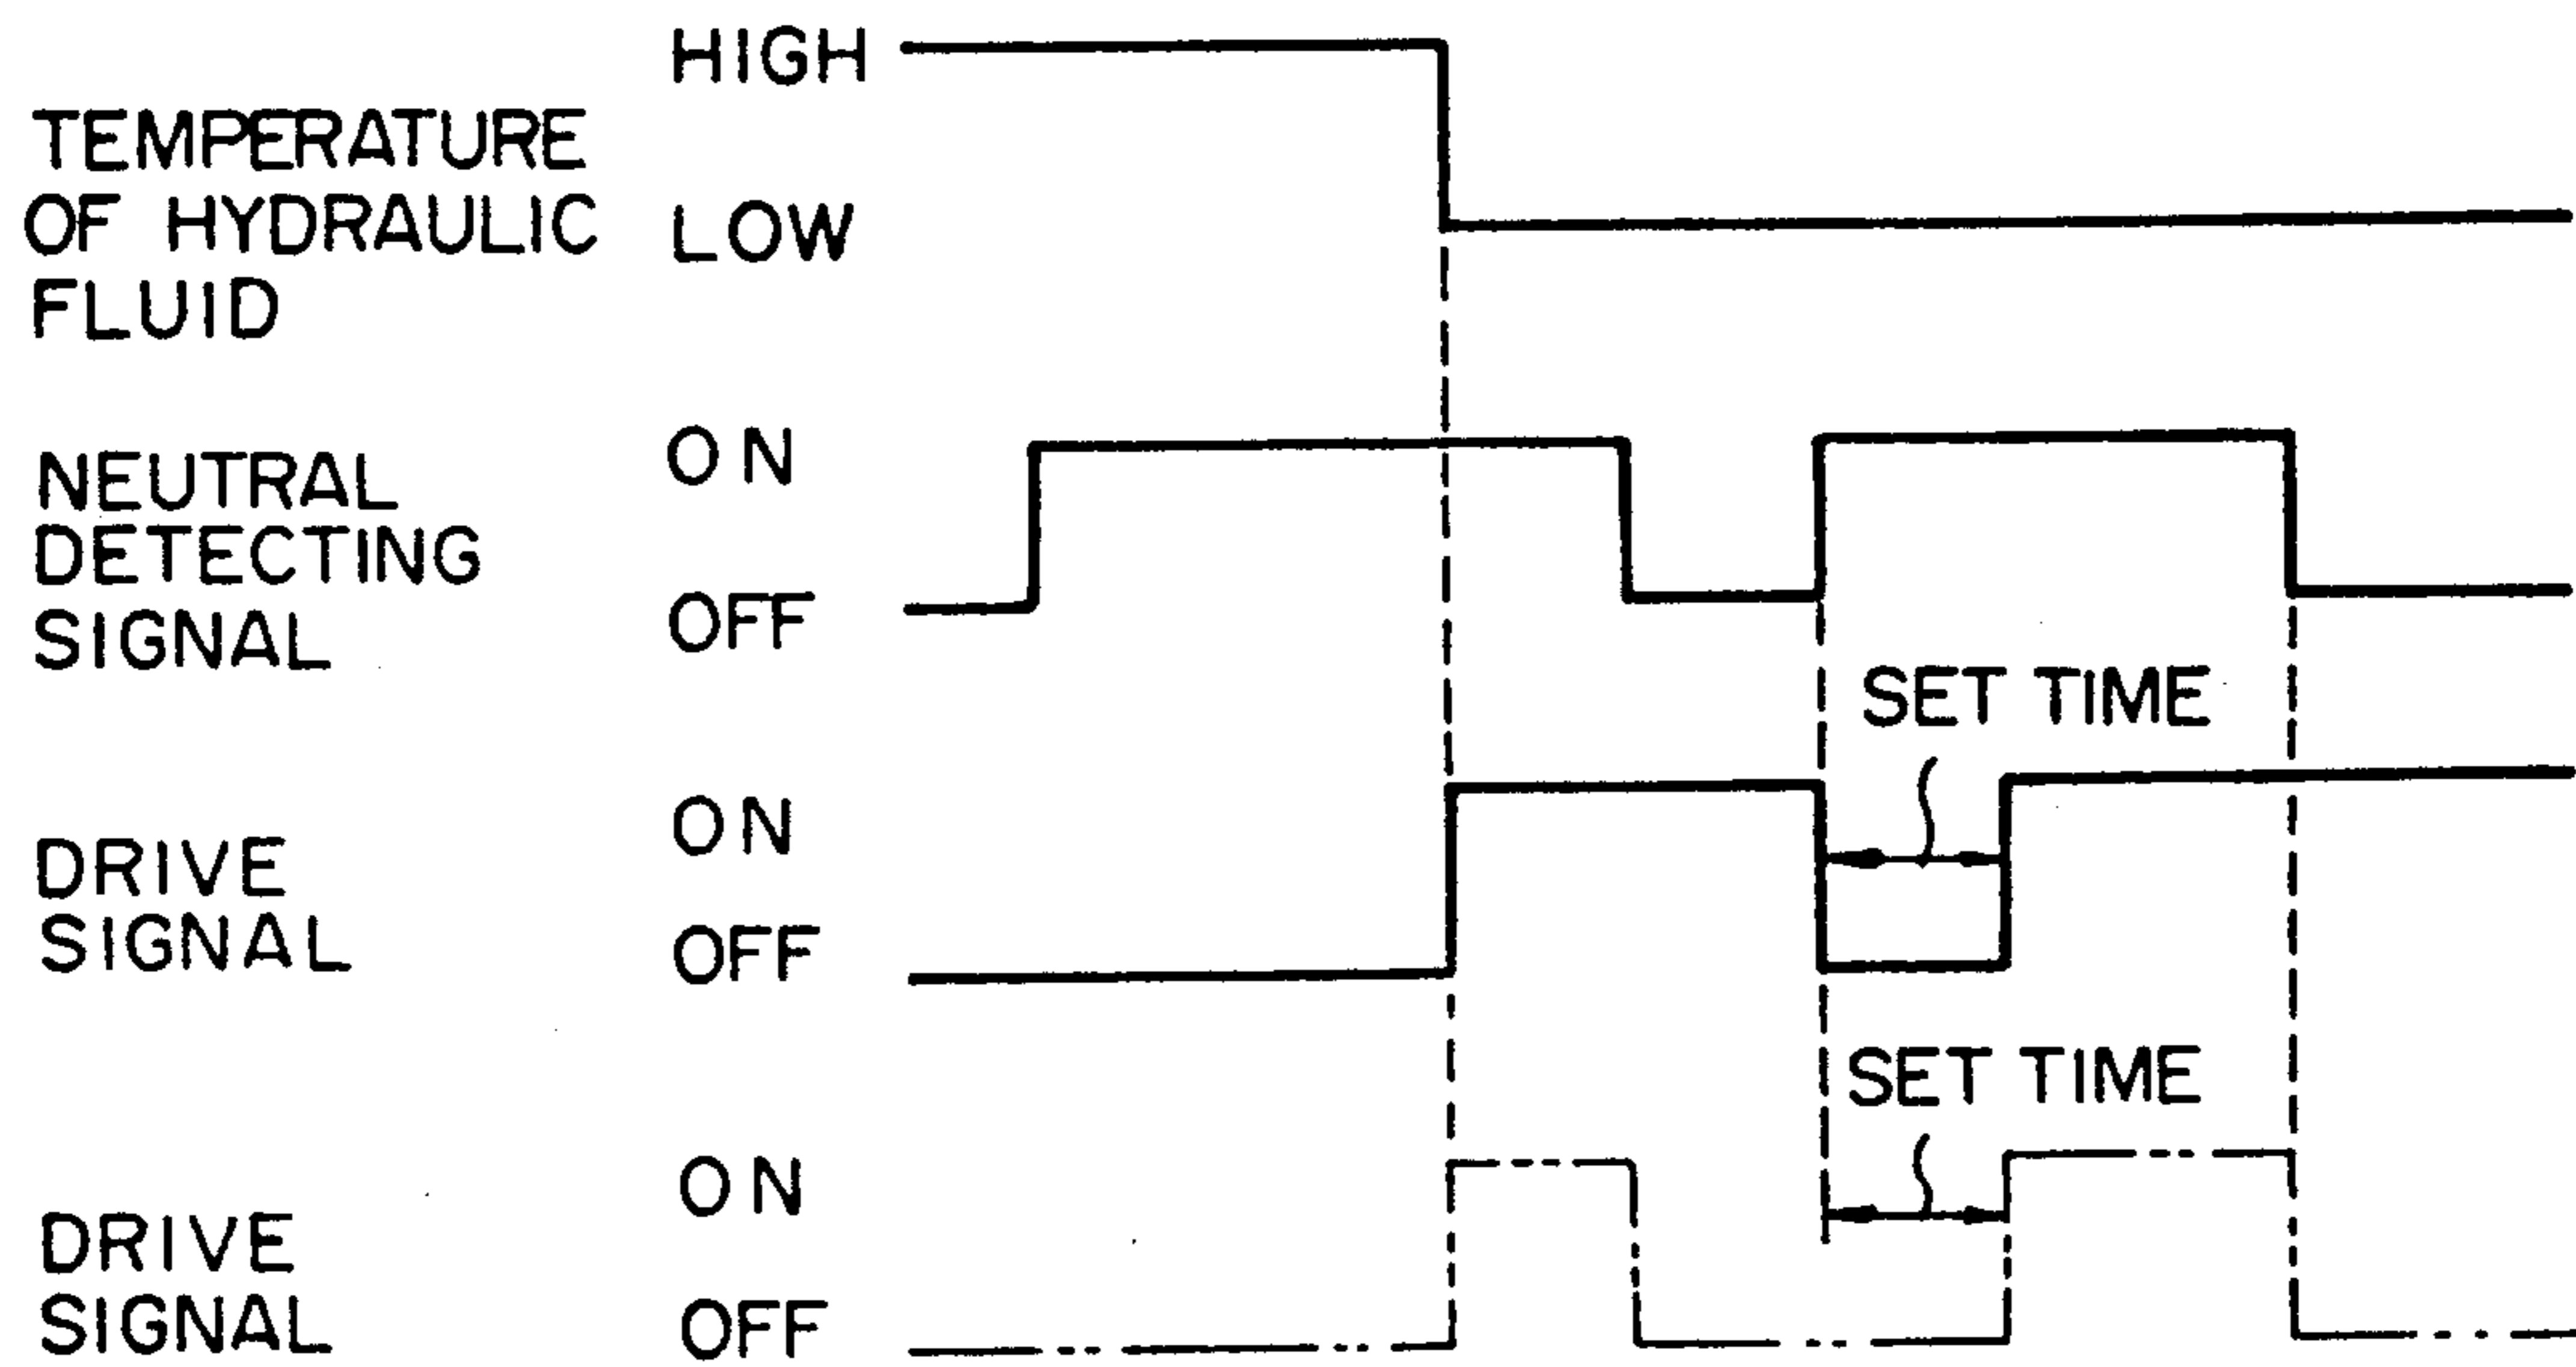 HIGH
TEMPERATURE
OF HYDRAULIC
FLUID
LOW
ON
NEUTRAL
DETECTING
SIGNAL
OFF
SET TIME
ON
DRIVE
SIGNAL
OFF
SET TIME
ON
DRIVE
SIGNAL
OFF